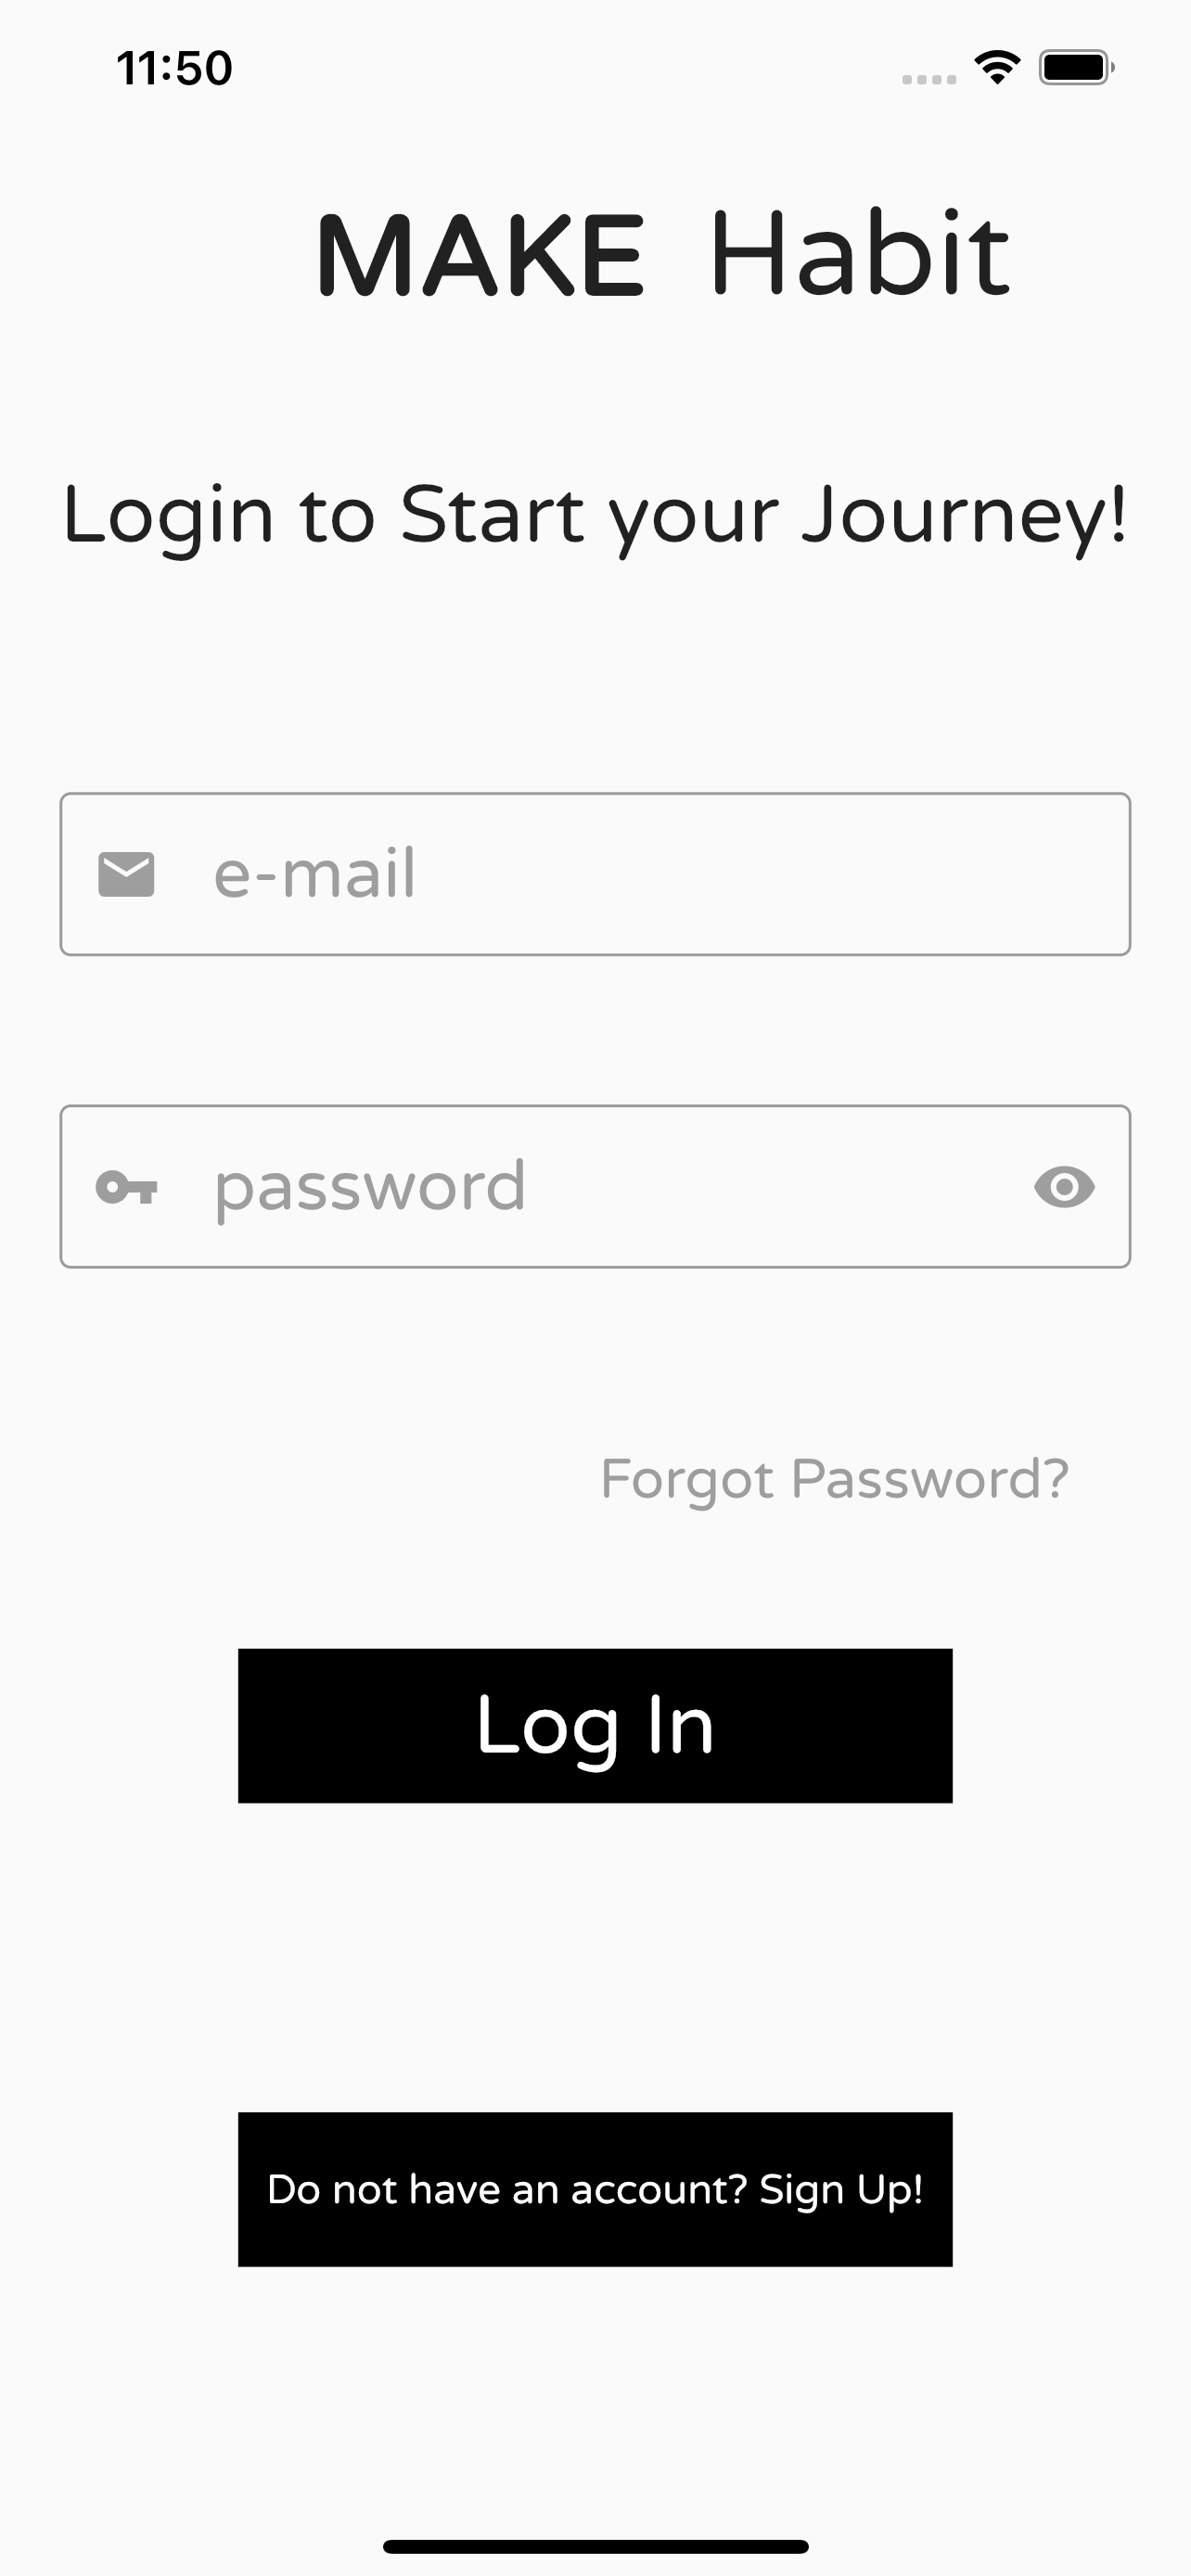 11:50
MAKE Habit
Login to Start your Journey!
e-mail
password
Forgot Password?
Log In
Do not have an account? Sign Up!